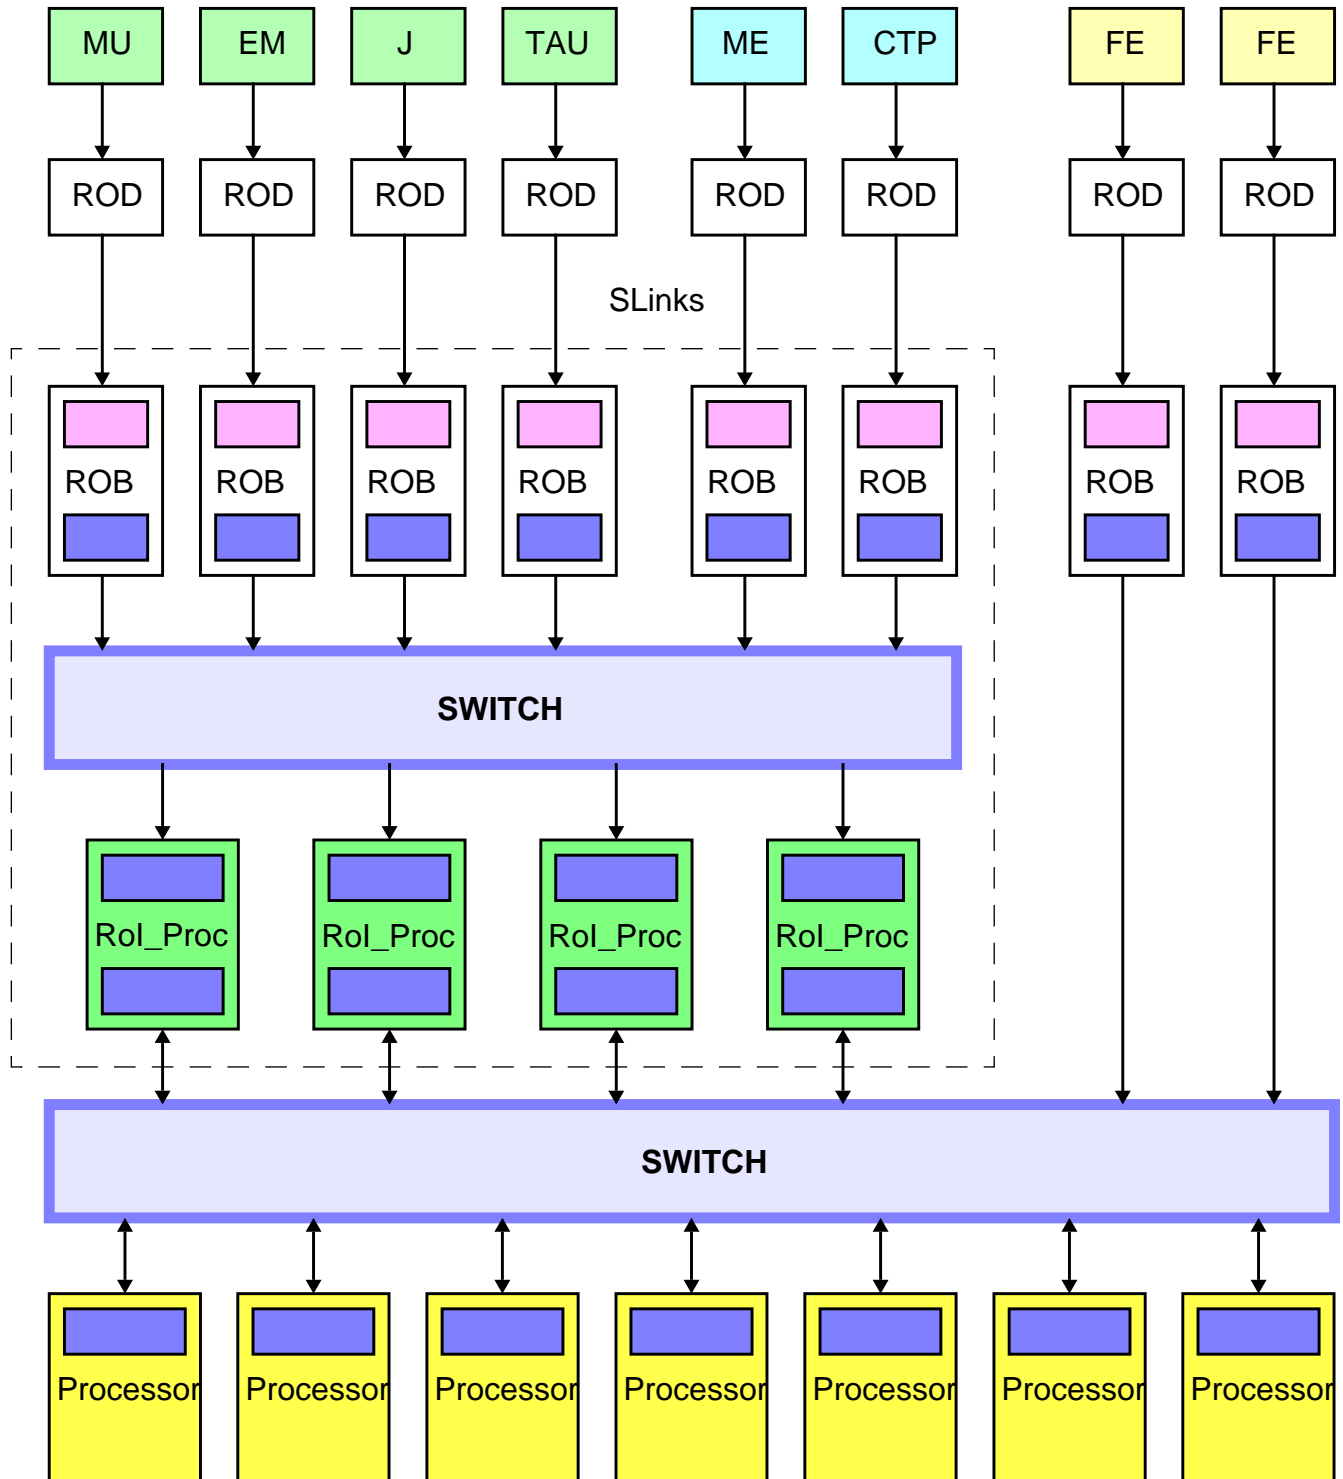 MU EM J TAU ME CTP FE FE
ROD ROD ROD ROD ROD ROD ROD ROD
SLinks
ROB ROB ROB ROB ROB ROB ROB ROB
SWITCH
RoI_Proc RoI_Proc RoI_Proc RoI_Proc
SWITCH
Processor Processor Processor Processor Processor Processor Processor